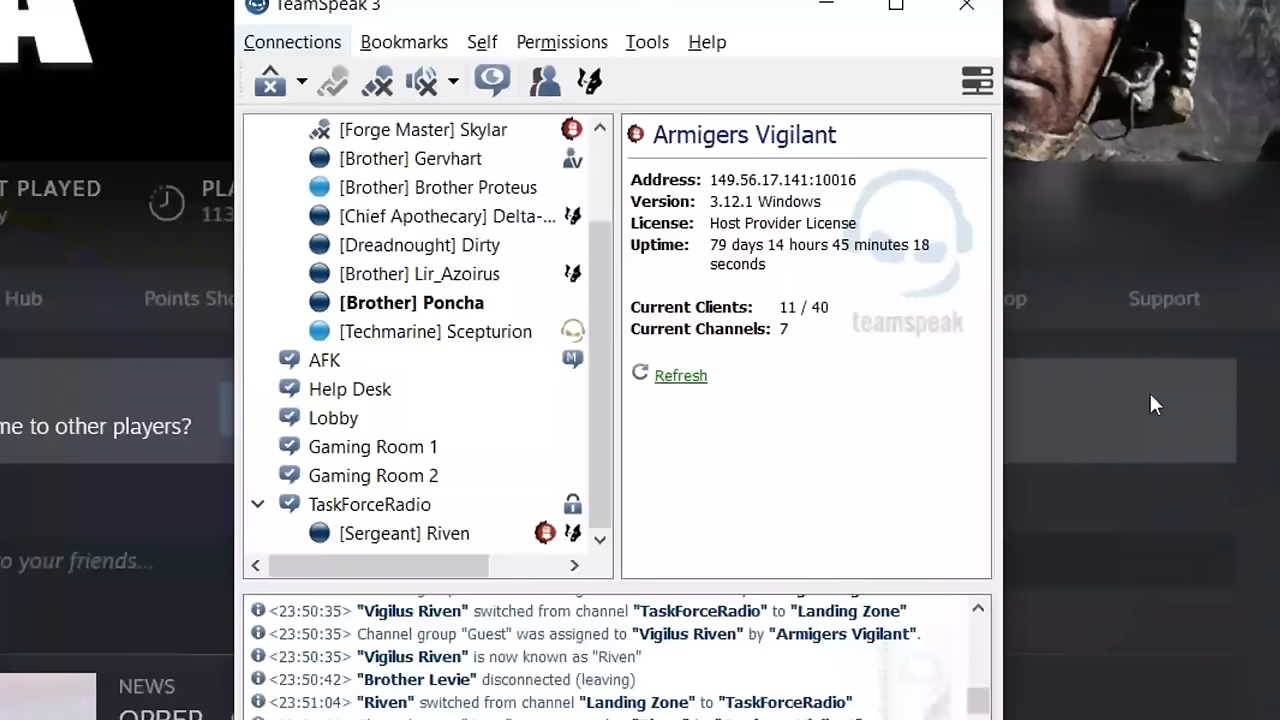 TeamSpeak 3
Connections Bookmarks Self Permissions Tools Help
[Forge Master] Skylar
[Brother] Gervhart
[Brother] Brother Proteus
[Chief Apothecary] Delta-...
[Dreadnought] Dirty
[Brother] Lir_Azoirus
[Brother] Poncha
[Techmarine] Scepturion
AFK
M
Help Desk
Lobby
Gaming Room 1
Gaming Room 2
TaskForceRadio
[Sergeant] Riven
Armigers Vigilant
Address: 149.56.17.141:10016
Version: 3.12.1 Windows
License: Host Provider License
Uptime: 79 days 14 hours 45 minutes 18
seconds
Current Clients: 11 / 40
Current Channels: 7
Refresh
teamspeak
<23:50:35> "Vigilus Riven" switched from channel "TaskForceRadio" to "Landing Zone"
<23:50:35> Channel group "Guest" was assigned to "Vigilus Riven" by "Armigers Vigilant".
<23:50:35> "Vigilus Riven" is now known as "Riven"
<23:50:42> "Brother Levie" disconnected (leaving)
<23:51:04> "Riven" switched from channel "Landing Zone" to "TaskForceRadio"
T PLAYED
PLA
113
Hub
Points Sho
op
Support
me to other players?
o your friends...
NEWS